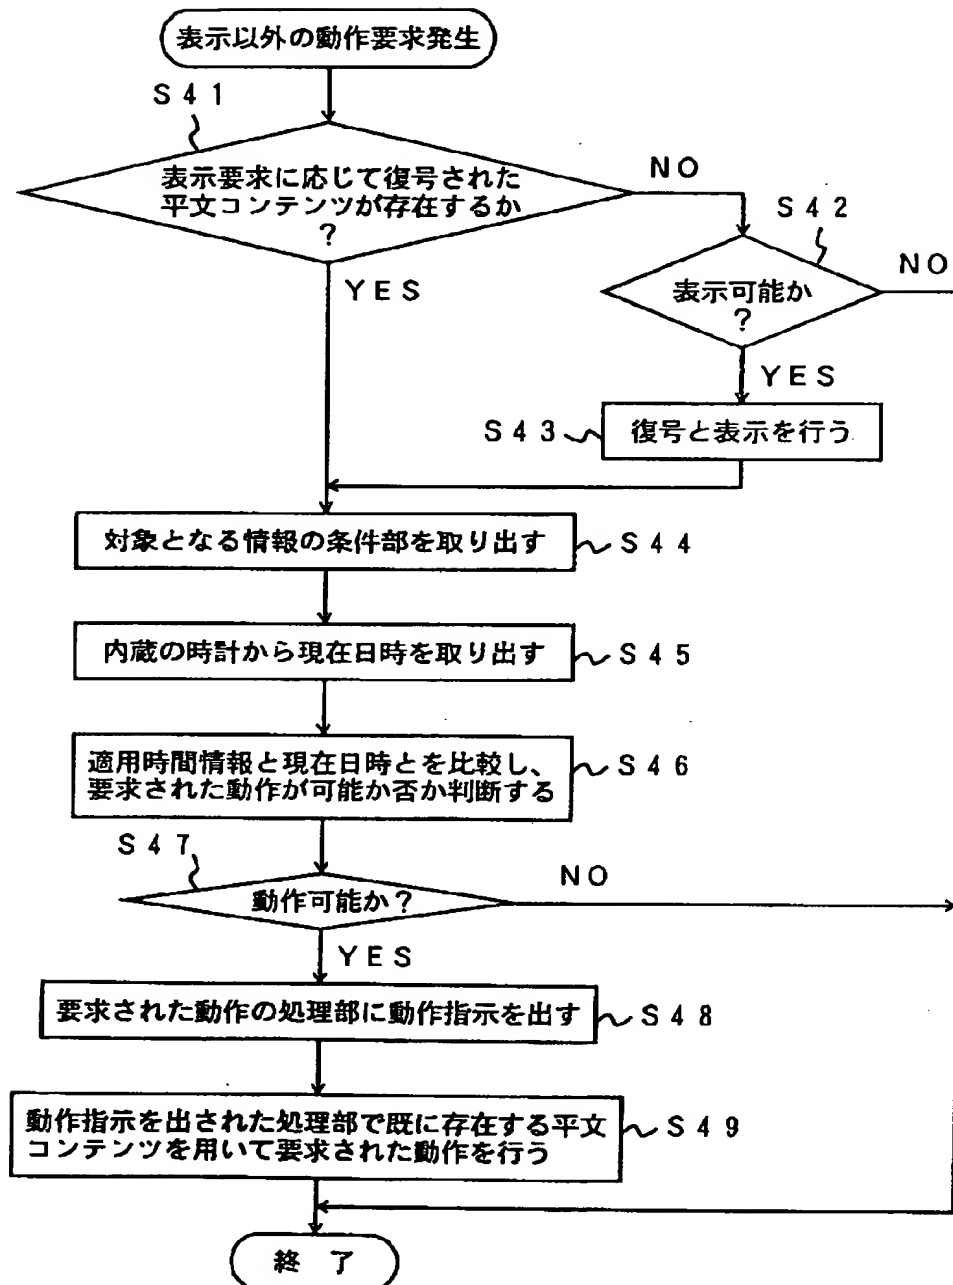 表示以外の動作要求発生
S41
表示要求に応じて復号された
平文コンテンツが存在するか
?
NO
YES
S42
表示可能か
?
NO
YES
S43
復号と表示を行う
対象となる情報の条件部を取り出す
S44
内蔵の時計から現在日時を取り出す
S45
適用時間情報と現在日時とを比較し、
要求された動作が可能か否か判断する
S46
S47
動作可能か?
NO
YES
要求された動作の処理部に動作指示を出す
S48
動作指示を出された処理部で既に存在する平文
コンテンツを用いて要求された動作を行う
S49
終 了